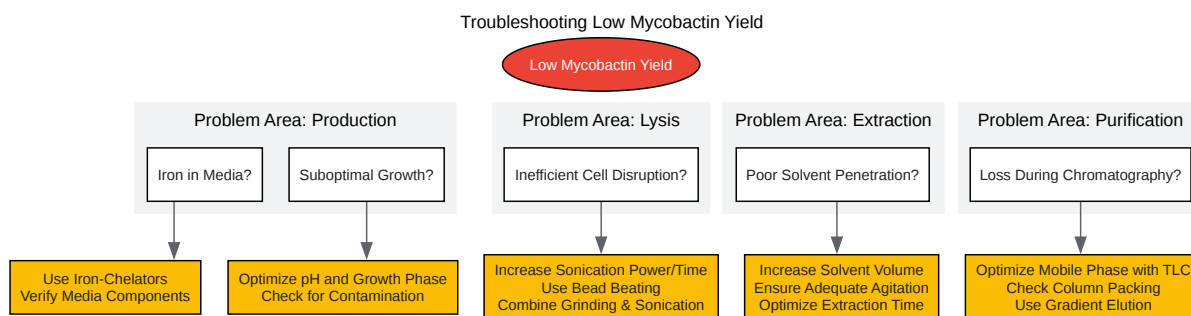 Troubleshooting Low Mycobactin Yield
Low Mycobactin Yield
Problem Area: Production
Problem Area: Lysis
Problem Area: Extraction
Problem Area: Purification
Iron in Media?
Suboptimal Growth?
Inefficient Cell Disruption?
Poor Solvent Penetration?
Loss During Chromatography?
Use Iron-Chelators
Verify Media Components
Optimize pH and Growth Phase
Check for Contamination
Increase Sonication Power/Time
Use Bead Beating
Combine Grinding & Sonication
Increase Solvent Volume
Ensure Adequate Agitation
Optimize Extraction Time
Optimize Mobile Phase with TLC
Check Column Packing
Use Gradient Elution